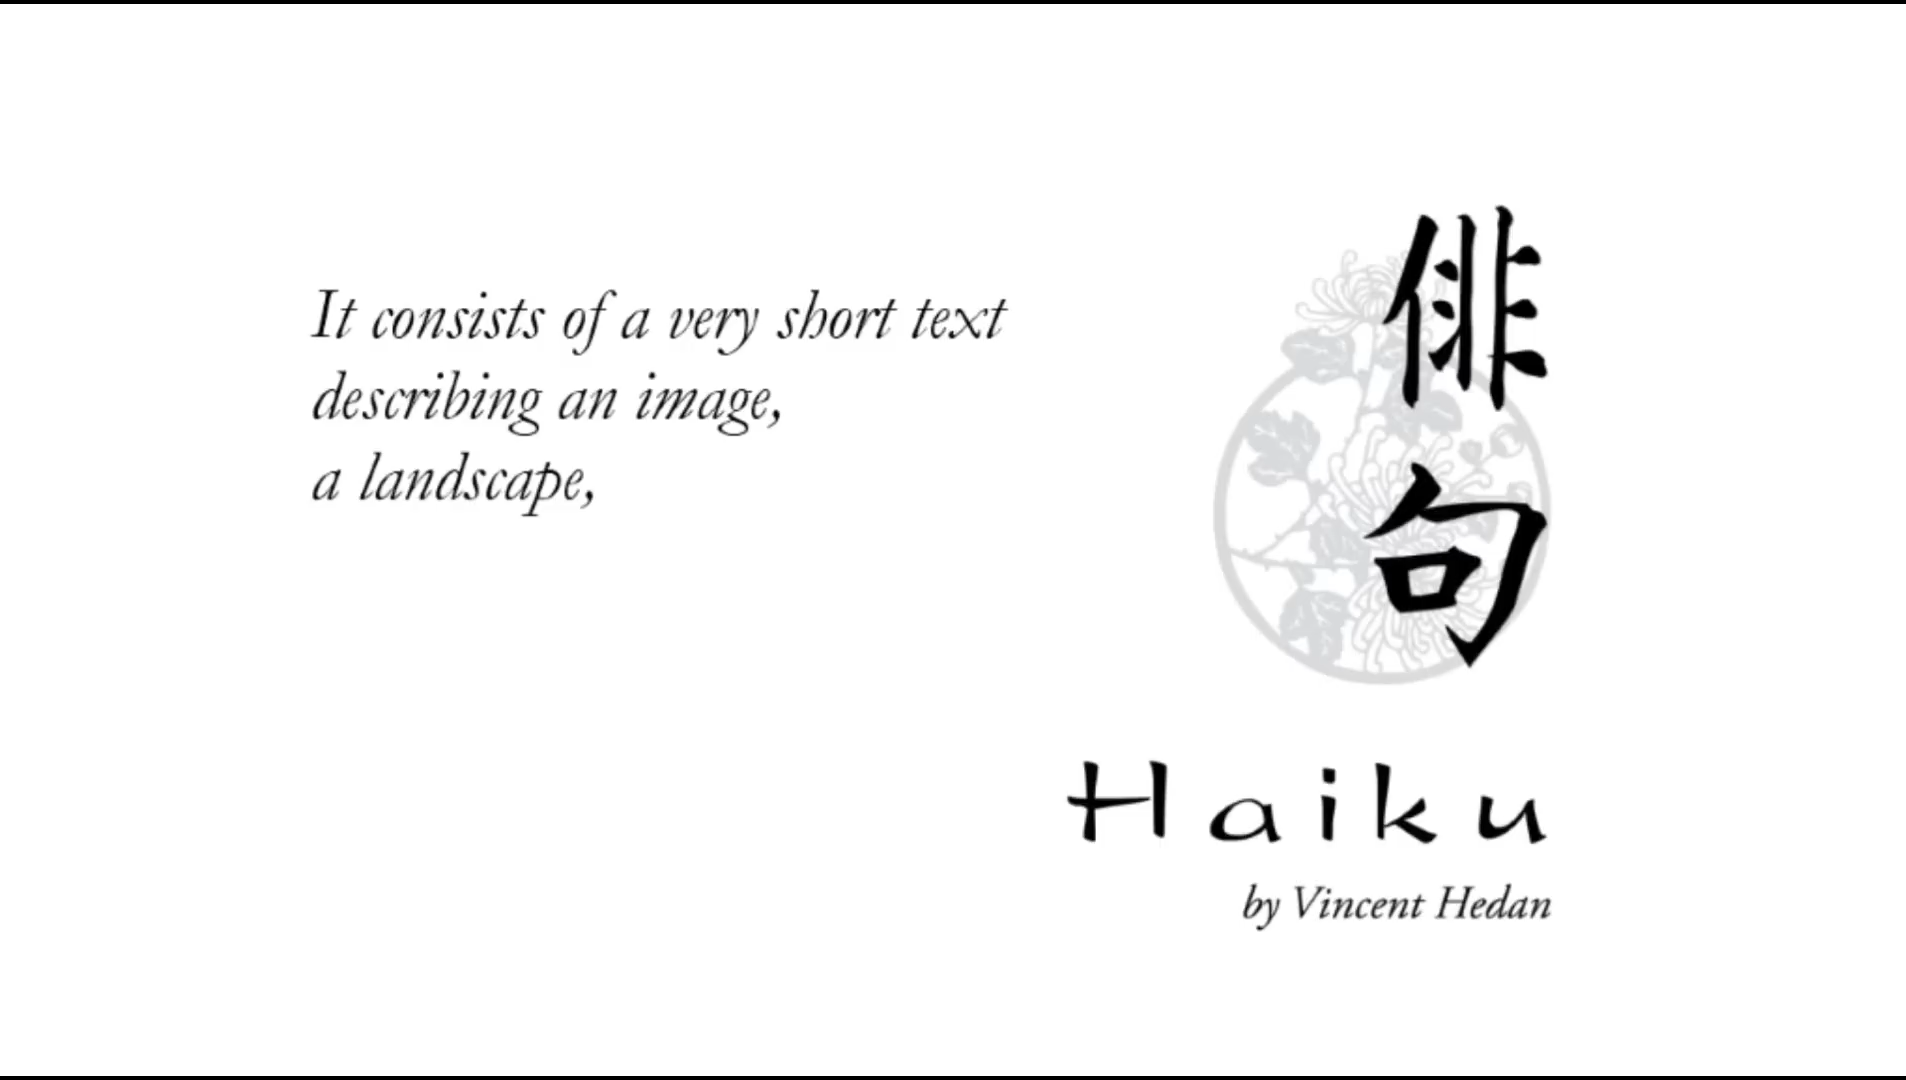 It consists of a very short text
describing an image,
a landscape,
俳
句
Haiku
by Vincent Hedan